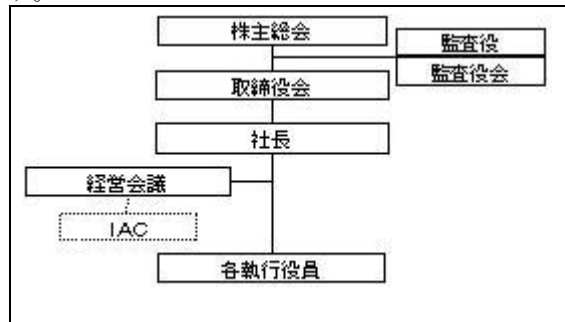 株主総会
監査役
監査役会
取締役会
社長
経営会議
IAC
各執行役員